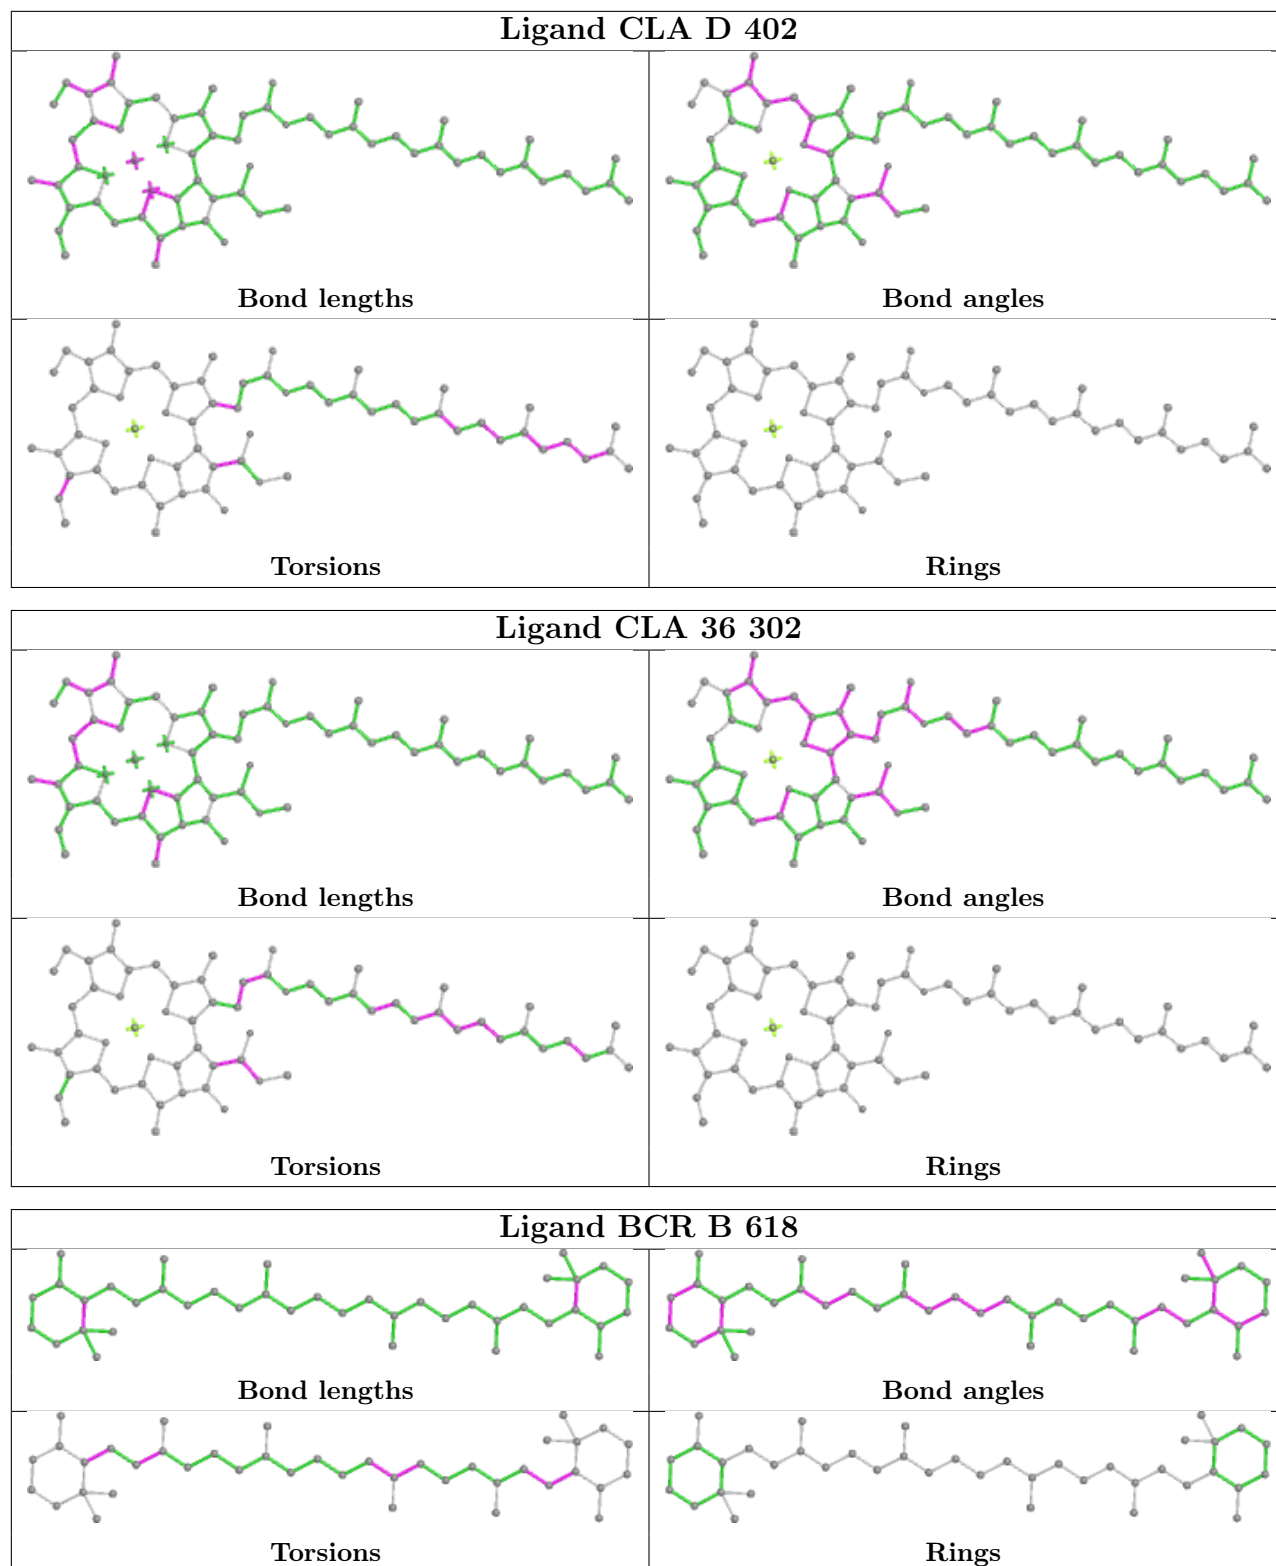 Ligand CLA D 402
Bond lengths
Bond angles
Torsions
Rings
Ligand CLA 36 302
Bond lengths
Bond angles
Torsions
Rings
Ligand BCR B 618
Bond lengths
Bond angles
Torsions
Rings